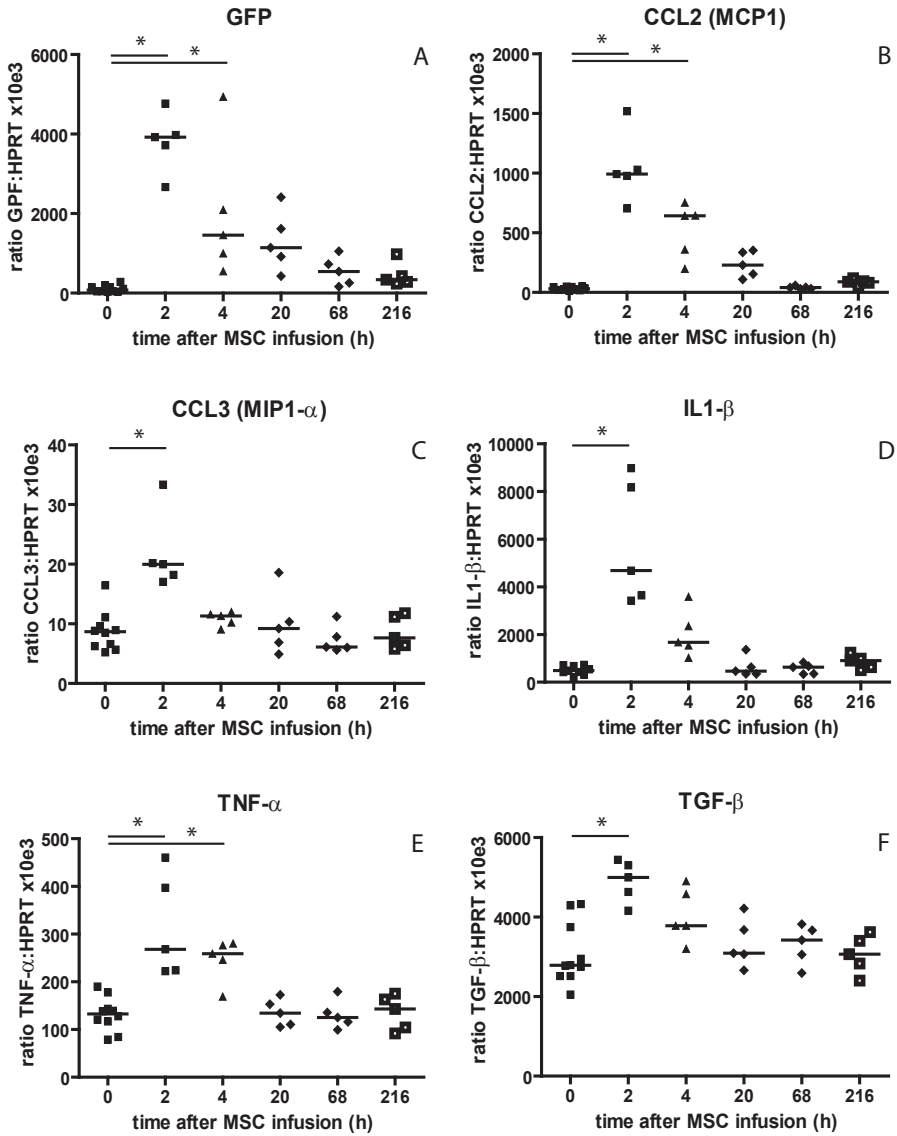 GFP
A
* *
ratio GPF:HPRT x10e3
6000
4000
2000
0
0 2 4 20 68 216
time after MSC infusion (h)
CCL2 (MCP1)
B
* *
ratio CCL2:HPRT x10e3
2000
1500
1000
500
0
0 2 4 20 68 216
time after MSC infusion (h)
CCL3 (MIP1-α)
C
*
ratio CCL3:HPRT x10e3
40
30
20
10
0
0 2 4 20 68 216
time after MSC infusion (h)
IL1-β
D
*
ratio IL1-β:HPRT x10e3
10000
8000
6000
4000
2000
0
0 2 4 20 68 216
time after MSC infusion (h)
TNF-α
E
* *
ratio TNF-α:HPRT x10e3
500
400
300
200
100
0
0 2 4 20 68 216
time after MSC infusion (h)
TGF-β
F
*
ratio TGF-β:HPRT x10e3
6000
4000
2000
0
0 2 4 20 68 216
time after MSC infusion (h)